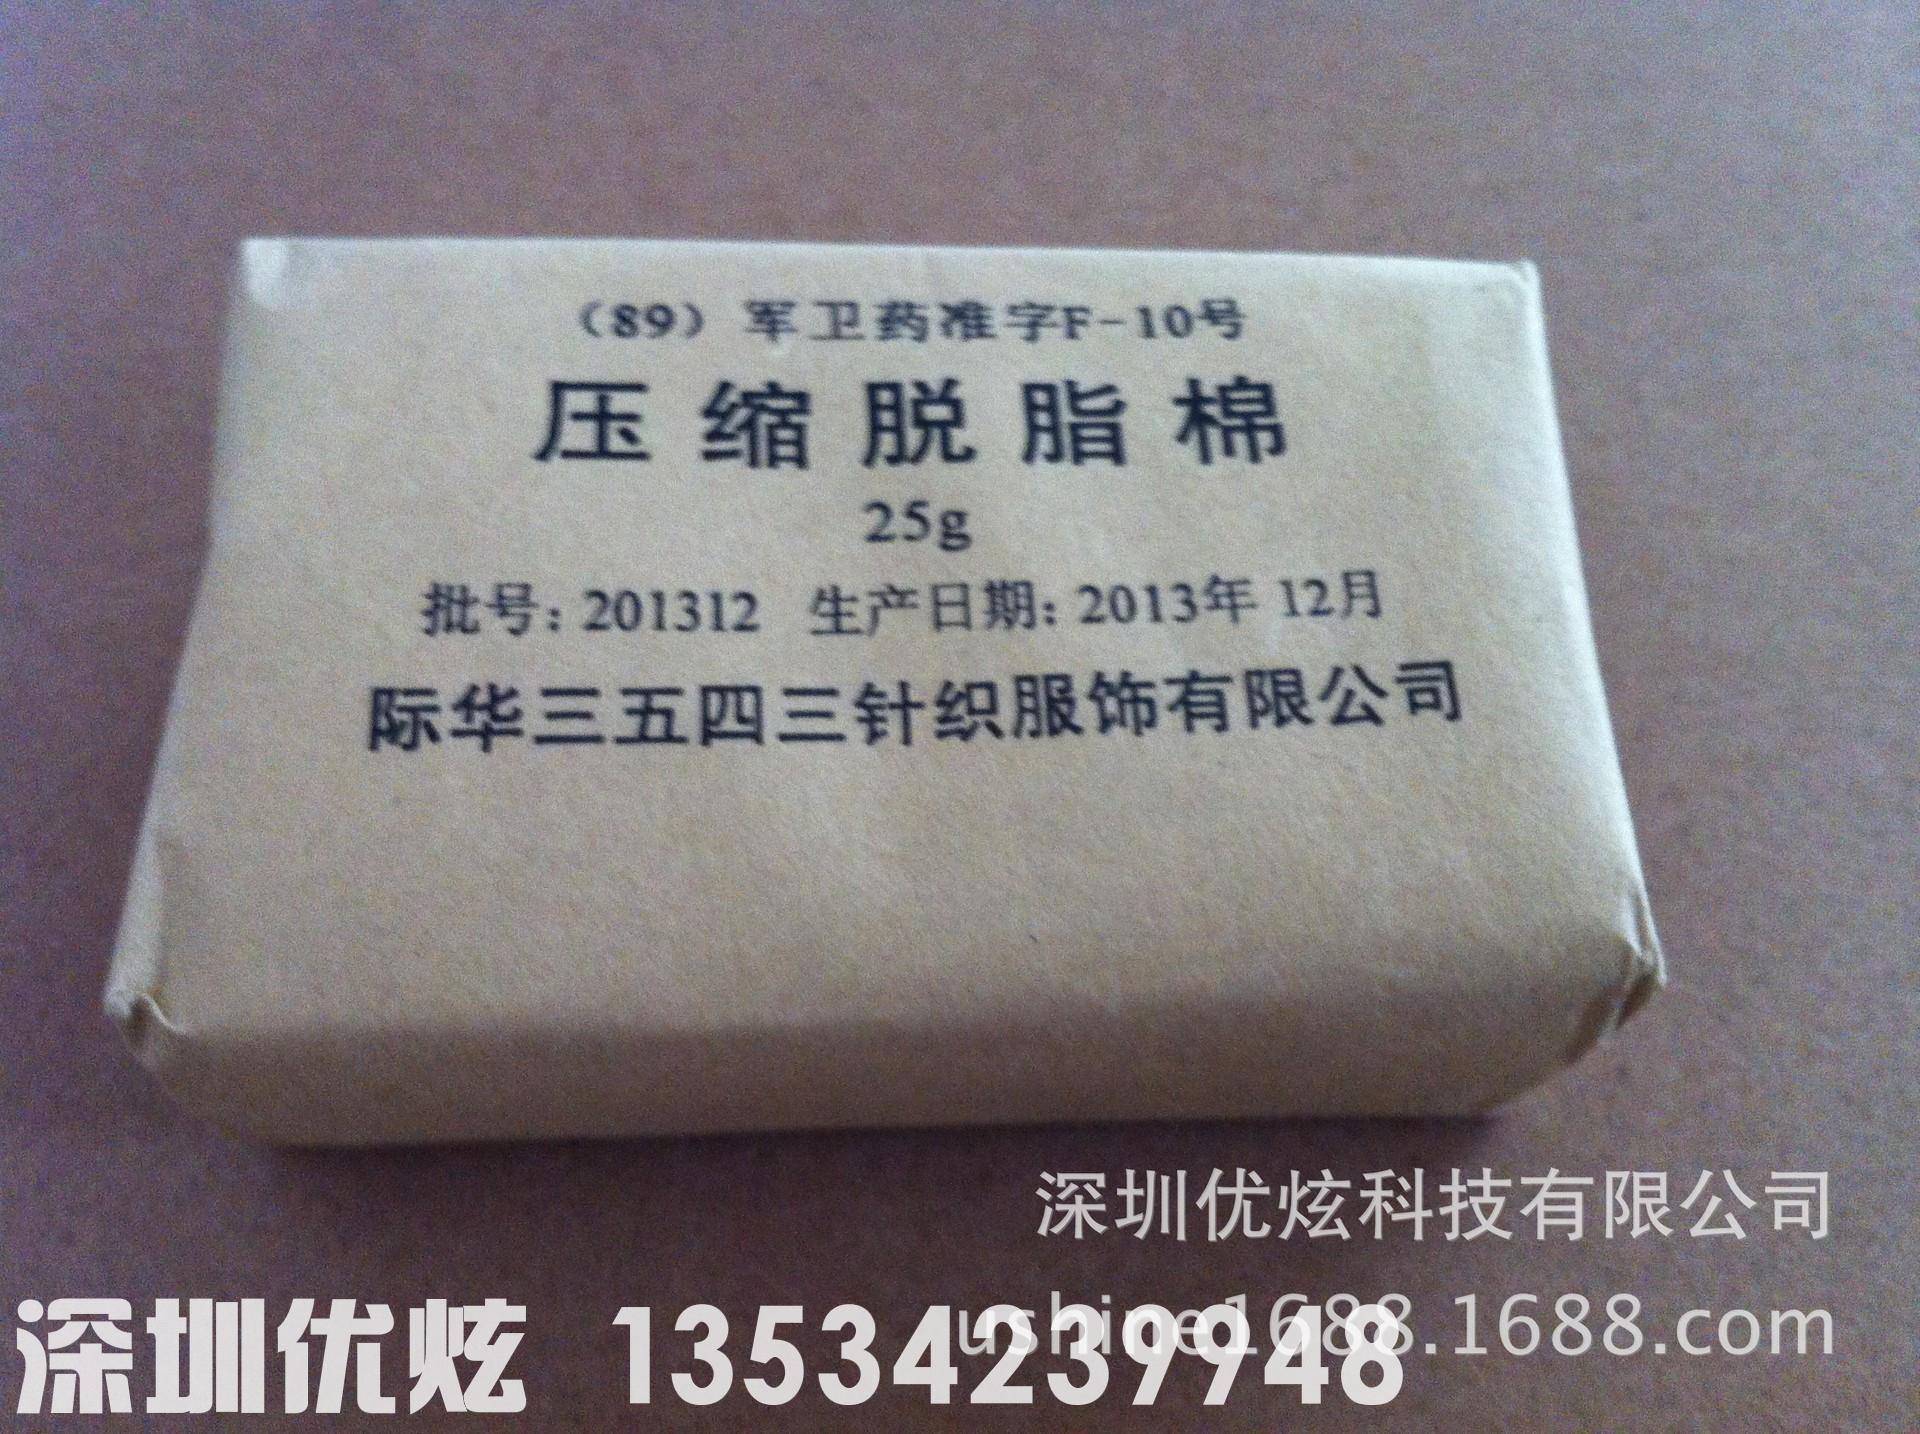 （89）军卫药准字F-10号
压缩脱脂棉
25g
批号：201312 生产日期：2013年 12月
际华三五四三针织服饰有限公司
深圳优炫科技有限公司
ushine1688.1688.com
深圳优炫 13534239948